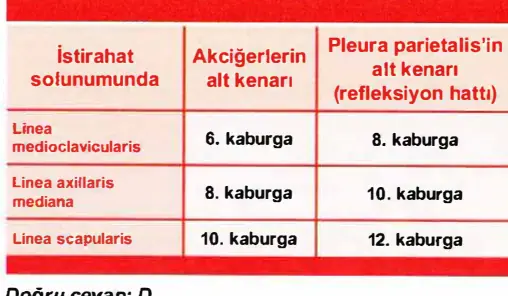 İstirahat solunumunda
Akciğerlerin alt kenarı
Pleura parietalis'in alt kenarı (refleksiyon hattı)
Linea medioclavicularis
6. kaburga
8. kaburga
Linea axillaris mediana
8. kaburga
10. kaburga
Linea scapularis
10. kaburga
12. kaburga
Doğru cevap: D